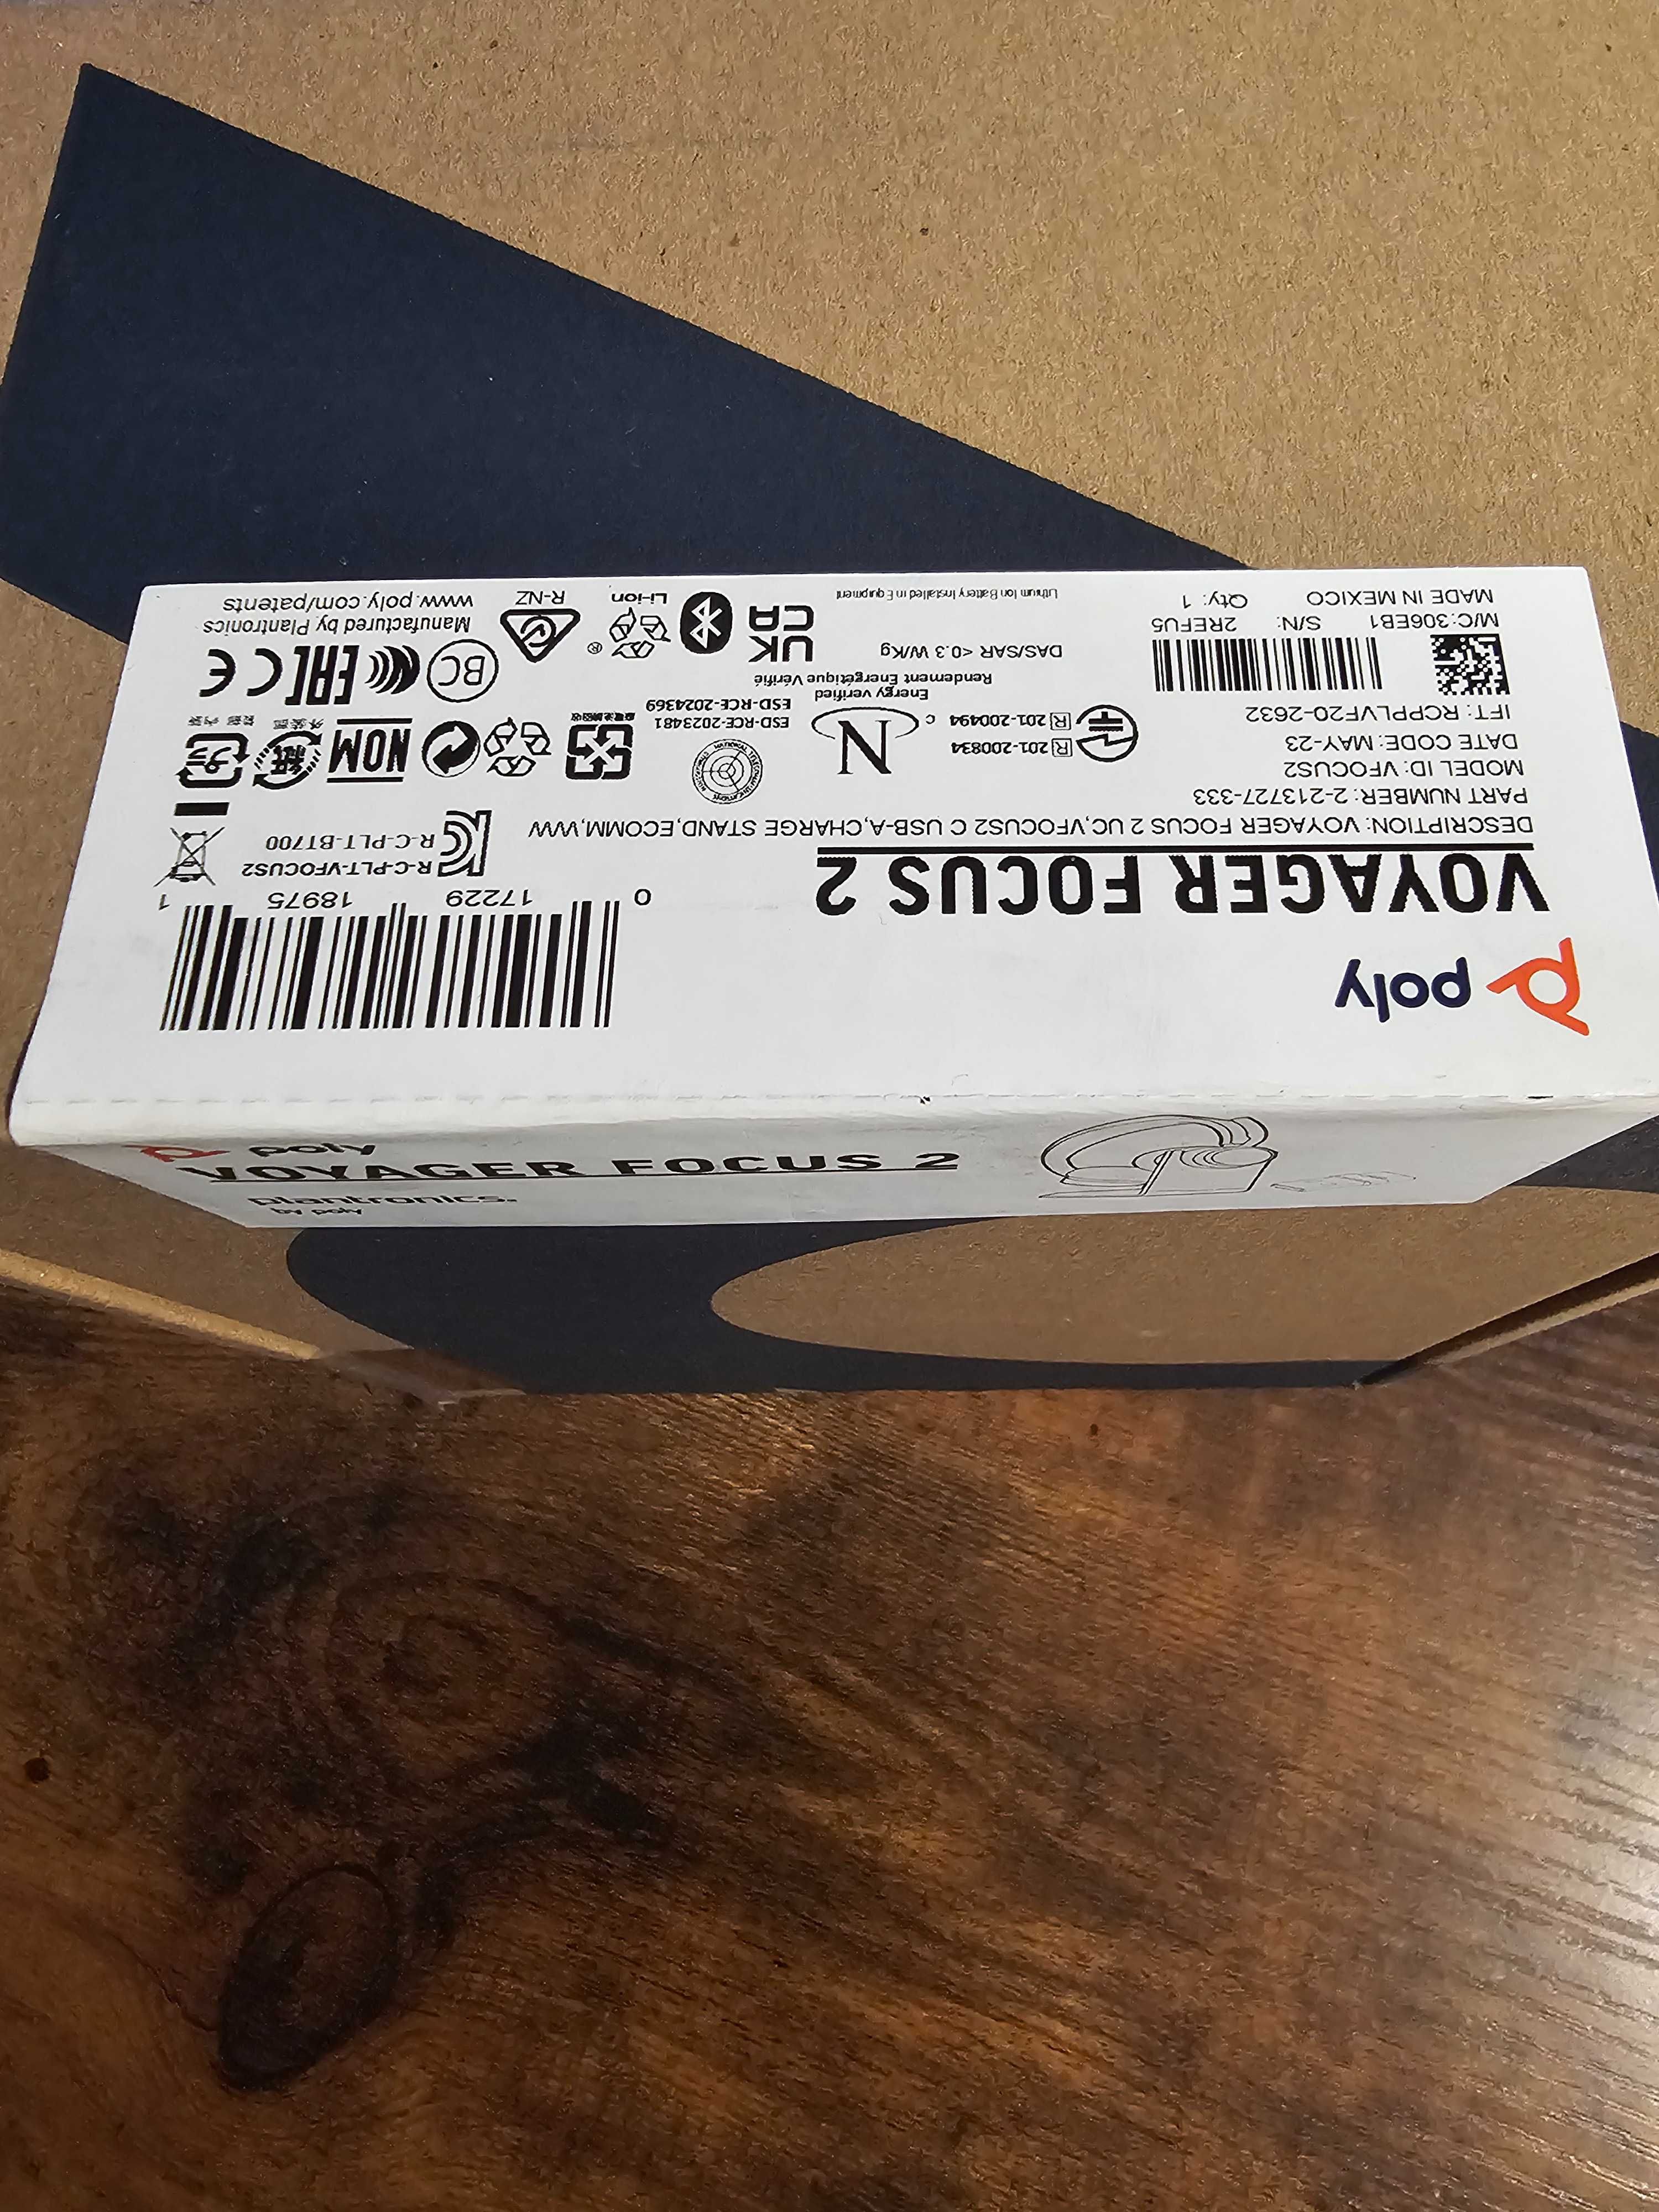 poly
VOYAGER FOCUS 2
DESCRIPTION: VOYAGER FOCUS 2 UC,VFOCUS2 C USB-A,CHARGE STAND,ECOMM,WW
PART NUMBER: 2-213727-333
MODEL ID: VFOCUS2
DATE CODE: MAY-23
IFT: RCPPLVF20-2632
M/C:306EB1 S/N: 2REFU5
MADE IN MEXICO Qty: 1
R 201-200834
R 201-200494
c N
Energy verified
Rendement Énergétique Vérifié
DAS/SAR <0.3 W/Kg
Lithium Ion Battery Installed in Equipment
ESD-RCE-2023481
ESD-RCE-2024369
UK
CA
0 17229 18975 1
R-C-PLT-VFOCUS2
R-C-PLT-BT700
NOM
紙
BC
EAC CE
Li-ion
®
R-NZ
Manufactured by Plantronics
www.poly.com/patents
poly
VOYAGER FOCUS 2
plantronics.
by poly